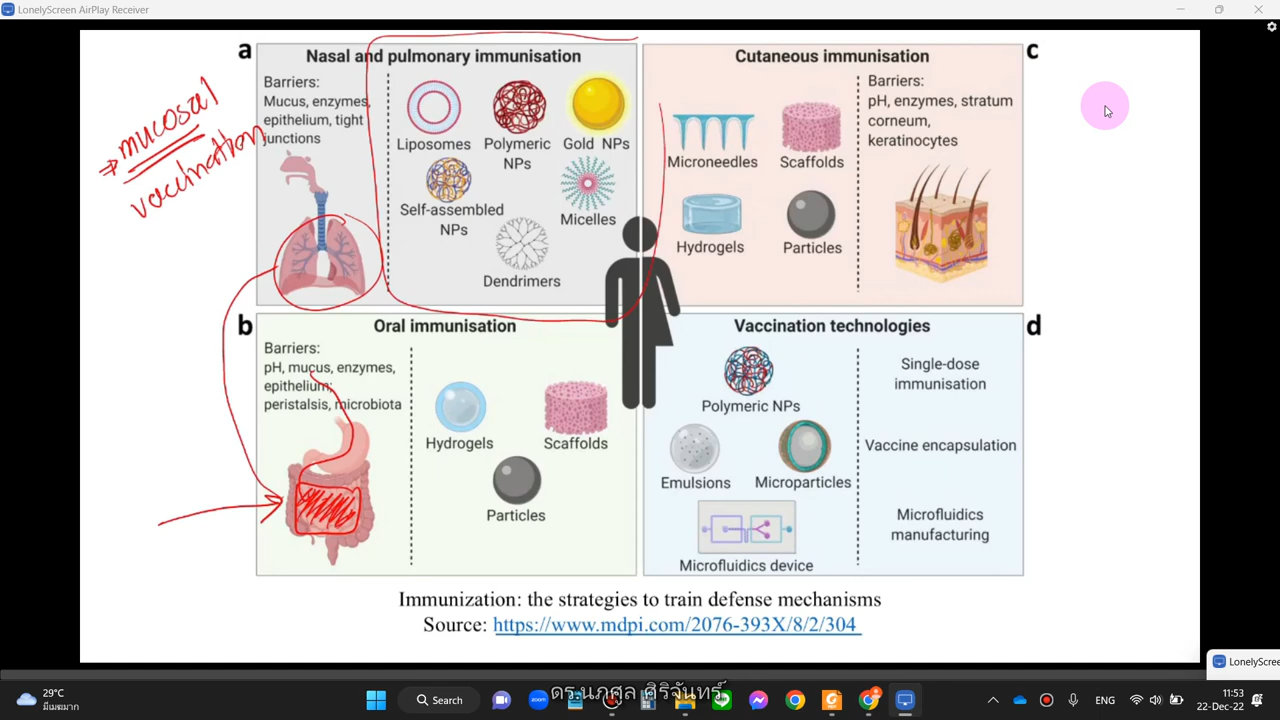 LonelyScreen AirPlay Receiver
a
Nasal and pulmonary immunisation
Barriers:
Mucus, enzymes,
epithelium, tight
junctions
Liposomes
Polymeric
NPs
Gold NPs
Self-assembled
NPs
Micelles
Dendrimers
⇒ mucosal
vaccination
Cutaneous immunisation
c
Microneedles
Scaffolds
Hydrogels
Particles
Barriers:
pH, enzymes, stratum
corneum,
keratinocytes
b
Oral immunisation
Barriers:
pH, mucus, enzymes,
epithelium;
peristalsis, microbiota
Hydrogels
Scaffolds
Particles
Vaccination technologies
d
Polymeric NPs
Emulsions
Microparticles
Microfluidics device
Single-dose
immunisation
Vaccine encapsulation
Microfluidics
manufacturing
Immunization: the strategies to train defense mechanisms
Source: https://www.mdpi.com/2076-393X/8/2/304
LonelyScre
29°C
มีเมฆมาก
Search
zoom
ดร.นภศูล ศิริจันทร์
ENG
11:53
22-Dec-22